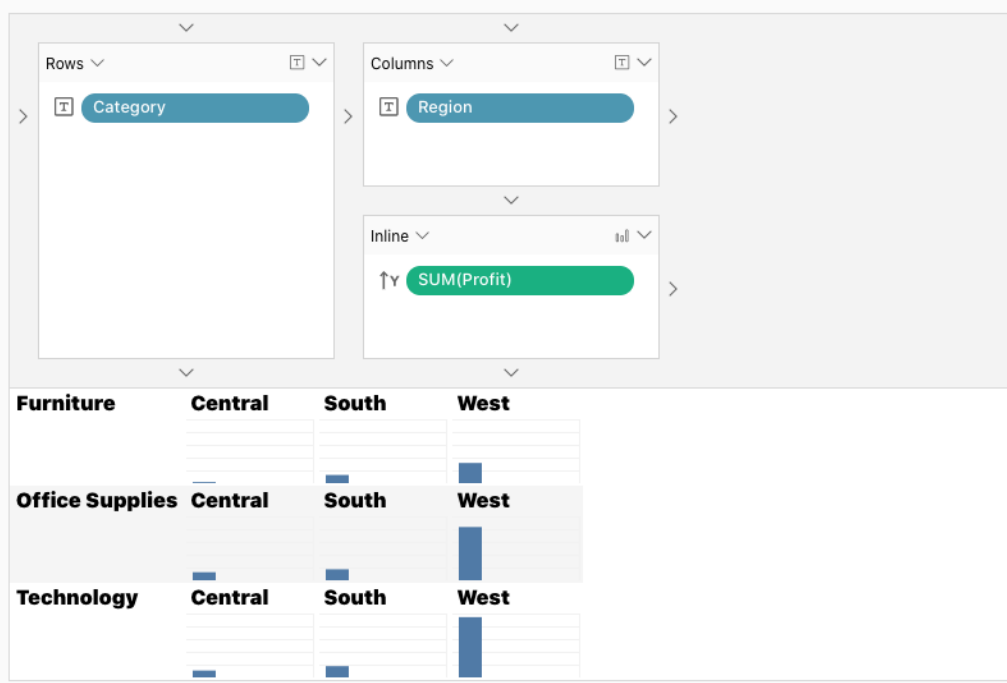 Rows T Columns T
T Category T Region
Inline
Y SUM(Profit)
Furniture Central South West
Office Supplies Central South West
Technology Central South West